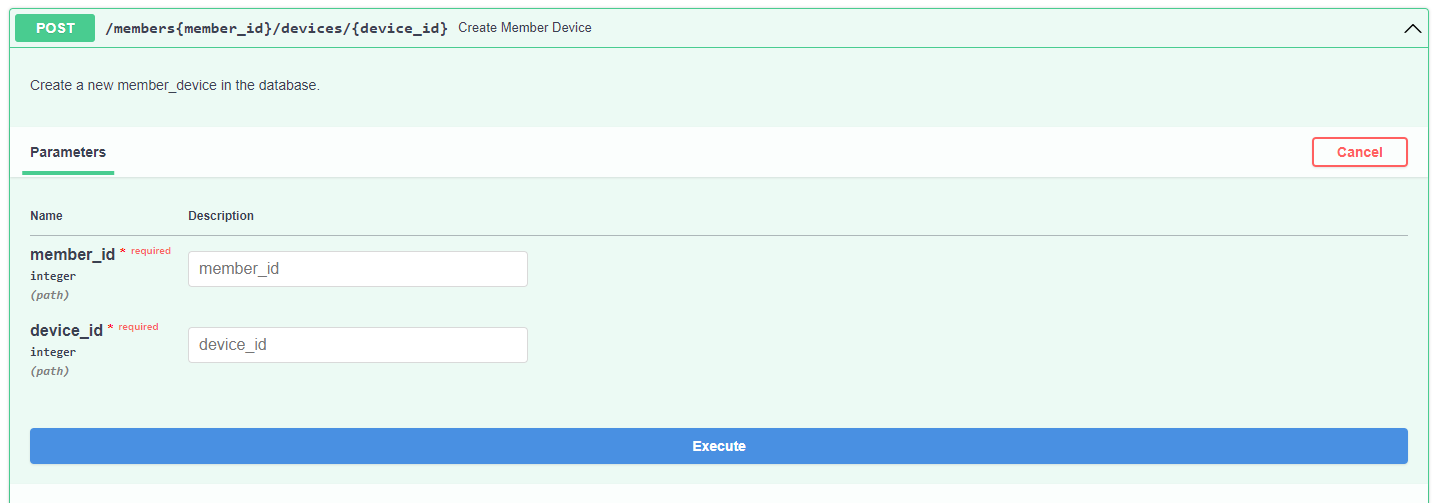 POST /members{member_id}/devices/{device_id} Create Member Device
Create a new member_device in the database.
Parameters Cancel
Name Description
member_id * required
integer
(path)
member_id
device_id * required
integer
(path)
device_id
Execute